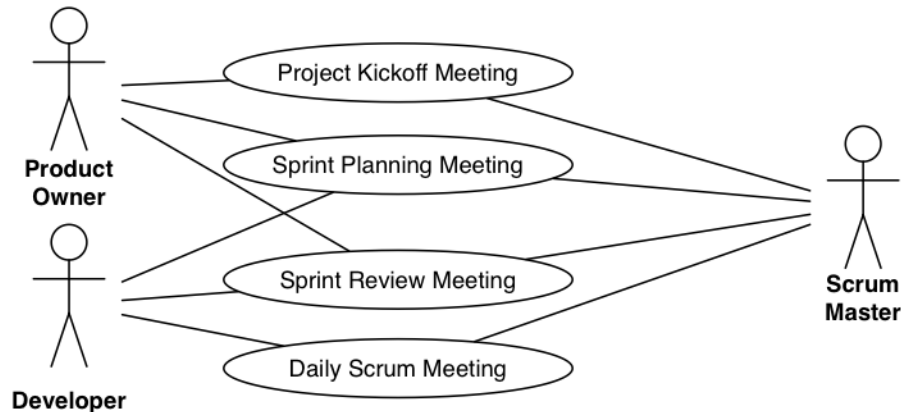 Project Kickoff Meeting
Product
Owner
Sprint Planning Meeting
Sprint Review Meeting
Scrum
Master
Daily Scrum Meeting
Developer